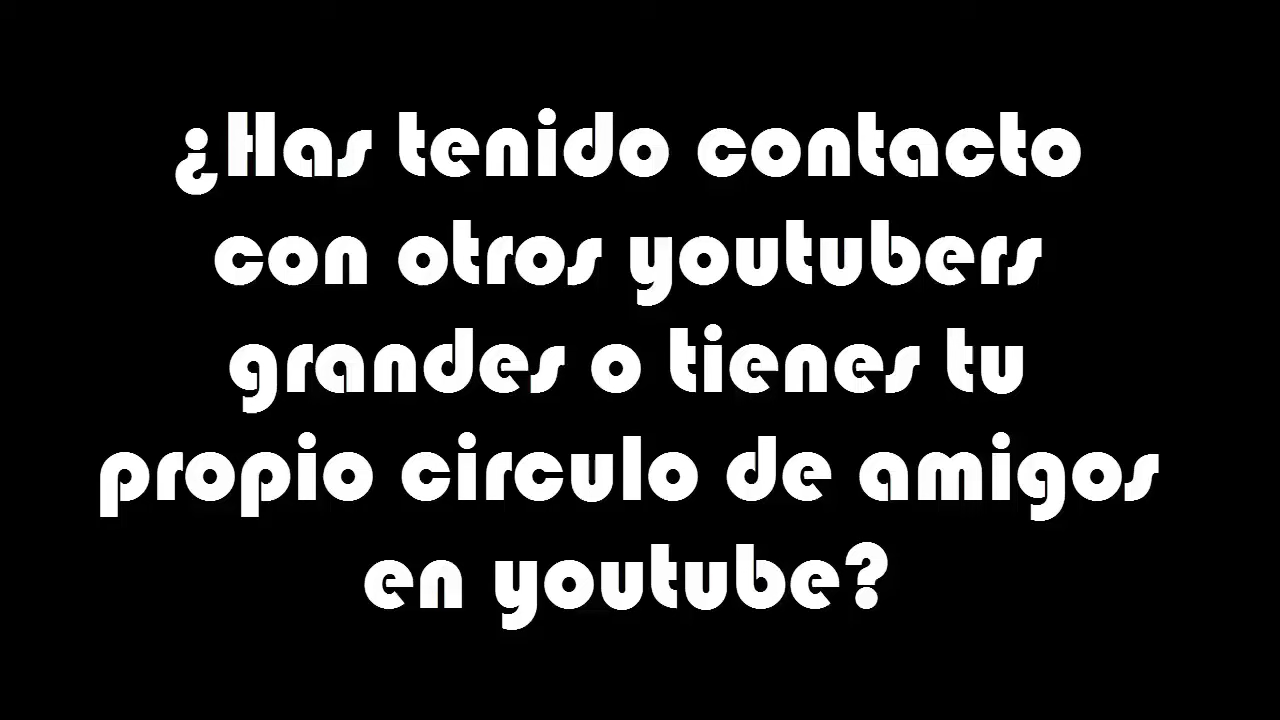 ¿Has tenido contacto
con otros youtubers
grandes o tienes tu
propio circulo de amigos
en youtube?